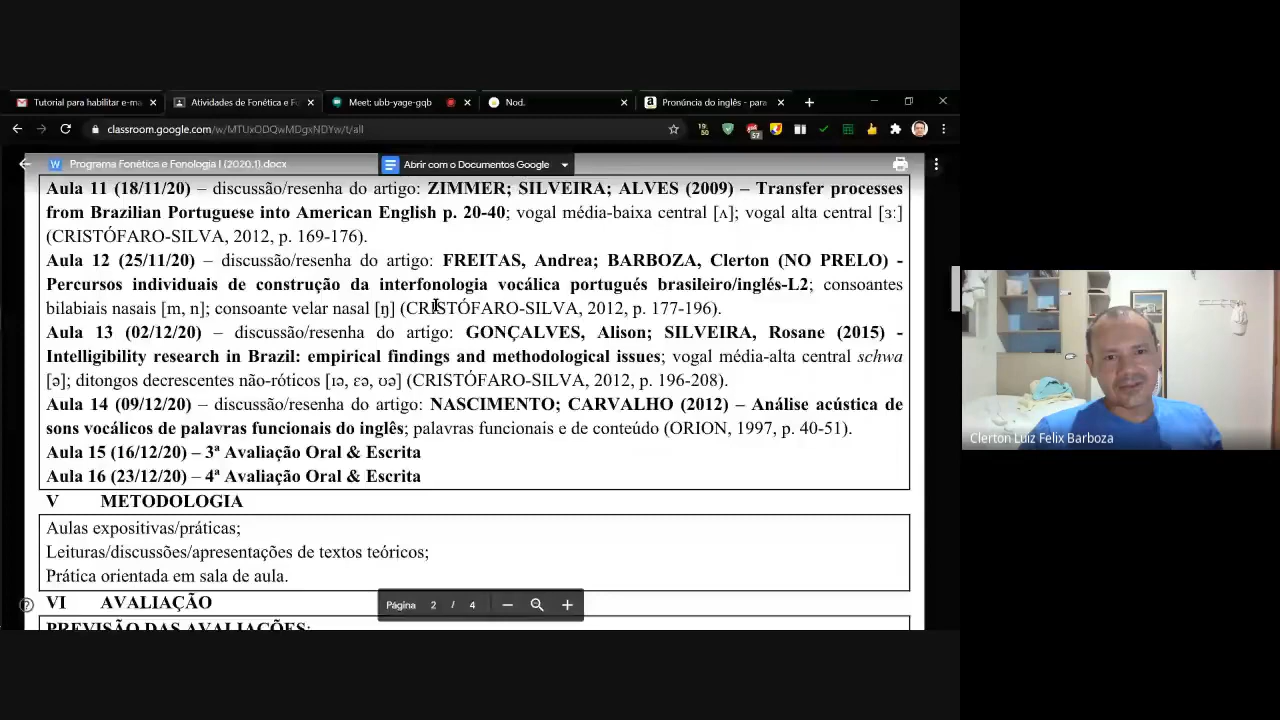 Tutorial para habilitar e-ma
Atividades de Fonética e Fo
Meet: ubb-yage-gqb
Nod.
Pronúncia do inglês - para
classroom.google.com/w/MTUxODQwMDgxNDYw/t/all
Programa Fonética e Fonologia I (2020.1).docx
Abrir com o Documentos Google
Aula 11 (18/11/20) – discussão/resenha do artigo: ZIMMER; SILVEIRA; ALVES (2009) – Transfer processes
from Brazilian Portuguese into American English p. 20-40; vogal média-baixa central [ʌ]; vogal alta central [ɜː]
(CRISTÓFARO-SILVA, 2012, p. 169-176).
Aula 12 (25/11/20) – discussão/resenha do artigo: FREITAS, Andrea; BARBOZA, Clerton (NO PRELO) -
Percursos individuais de construção da interfonologia vocálica português brasileiro/inglés-L2; consoantes
bilabiais nasais [m, n]; consoante velar nasal [ŋ] (CRISTÓFARO-SILVA, 2012, p. 177-196).
Aula 13 (02/12/20) – discussão/resenha do artigo: GONÇALVES, Alison; SILVEIRA, Rosane (2015) -
Intelligibility research in Brazil: empirical findings and methodological issues; vogal média-alta central schwa
[ə]; ditongos decrescentes não-róticos [ɪə, ɛə, ʊə] (CRISTÓFARO-SILVA, 2012, p. 196-208).
Aula 14 (09/12/20) – discussão/resenha do artigo: NASCIMENTO; CARVALHO (2012) – Análise acústica de
sons vocálicos de palavras funcionais do inglês; palavras funcionais e de conteúdo (ORION, 1997, p. 40-51).
Aula 15 (16/12/20) – 3ª Avaliação Oral & Escrita
Aula 16 (23/12/20) – 4ª Avaliação Oral & Escrita
V METODOLOGIA
Aulas expositivas/práticas;
Leituras/discussões/apresentações de textos teóricos;
Prática orientada em sala de aula.
VI AVALIAÇÃO
Página 2 / 4
PREVISÃO DAS AVALIAÇÕES:
Clerton Luiz Felix Barboza